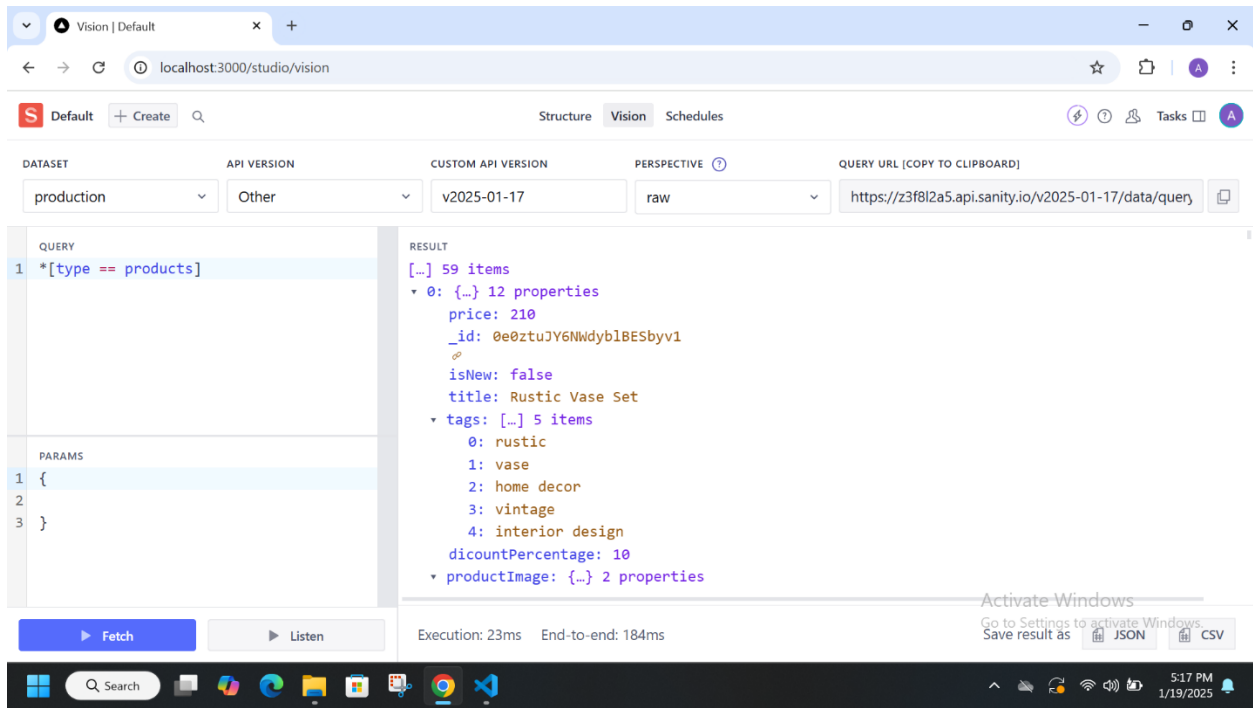 Vision | Default
localhost:3000/studio/vision
A
S Default + Create
Structure Vision Schedules
Tasks
A
DATASET API VERSION CUSTOM API VERSION PERSPECTIVE QUERY URL [COPY TO CLIPBOARD]
production Other v2025-01-17 raw https://z3f8l2a5.api.sanity.io/v2025-01-17/data/query
QUERY
1 *[type == products]
PARAMS
1 {
2
3 }
Fetch Listen
RESULT
[…] 59 items
0: {…} 12 properties
price: 210
_id: 0e0ztuJY6NWdyblBESbyv1
isNew: false
title: Rustic Vase Set
tags: […] 5 items
0: rustic
1: vase
2: home decor
3: vintage
4: interior design
dicountPercentage: 10
productImage: {…} 2 properties
Activate Windows
Go to Settings to activate Windows.
Execution: 23ms End-to-end: 184ms
Save result as JSON CSV
Search
5:17 PM
1/19/2025